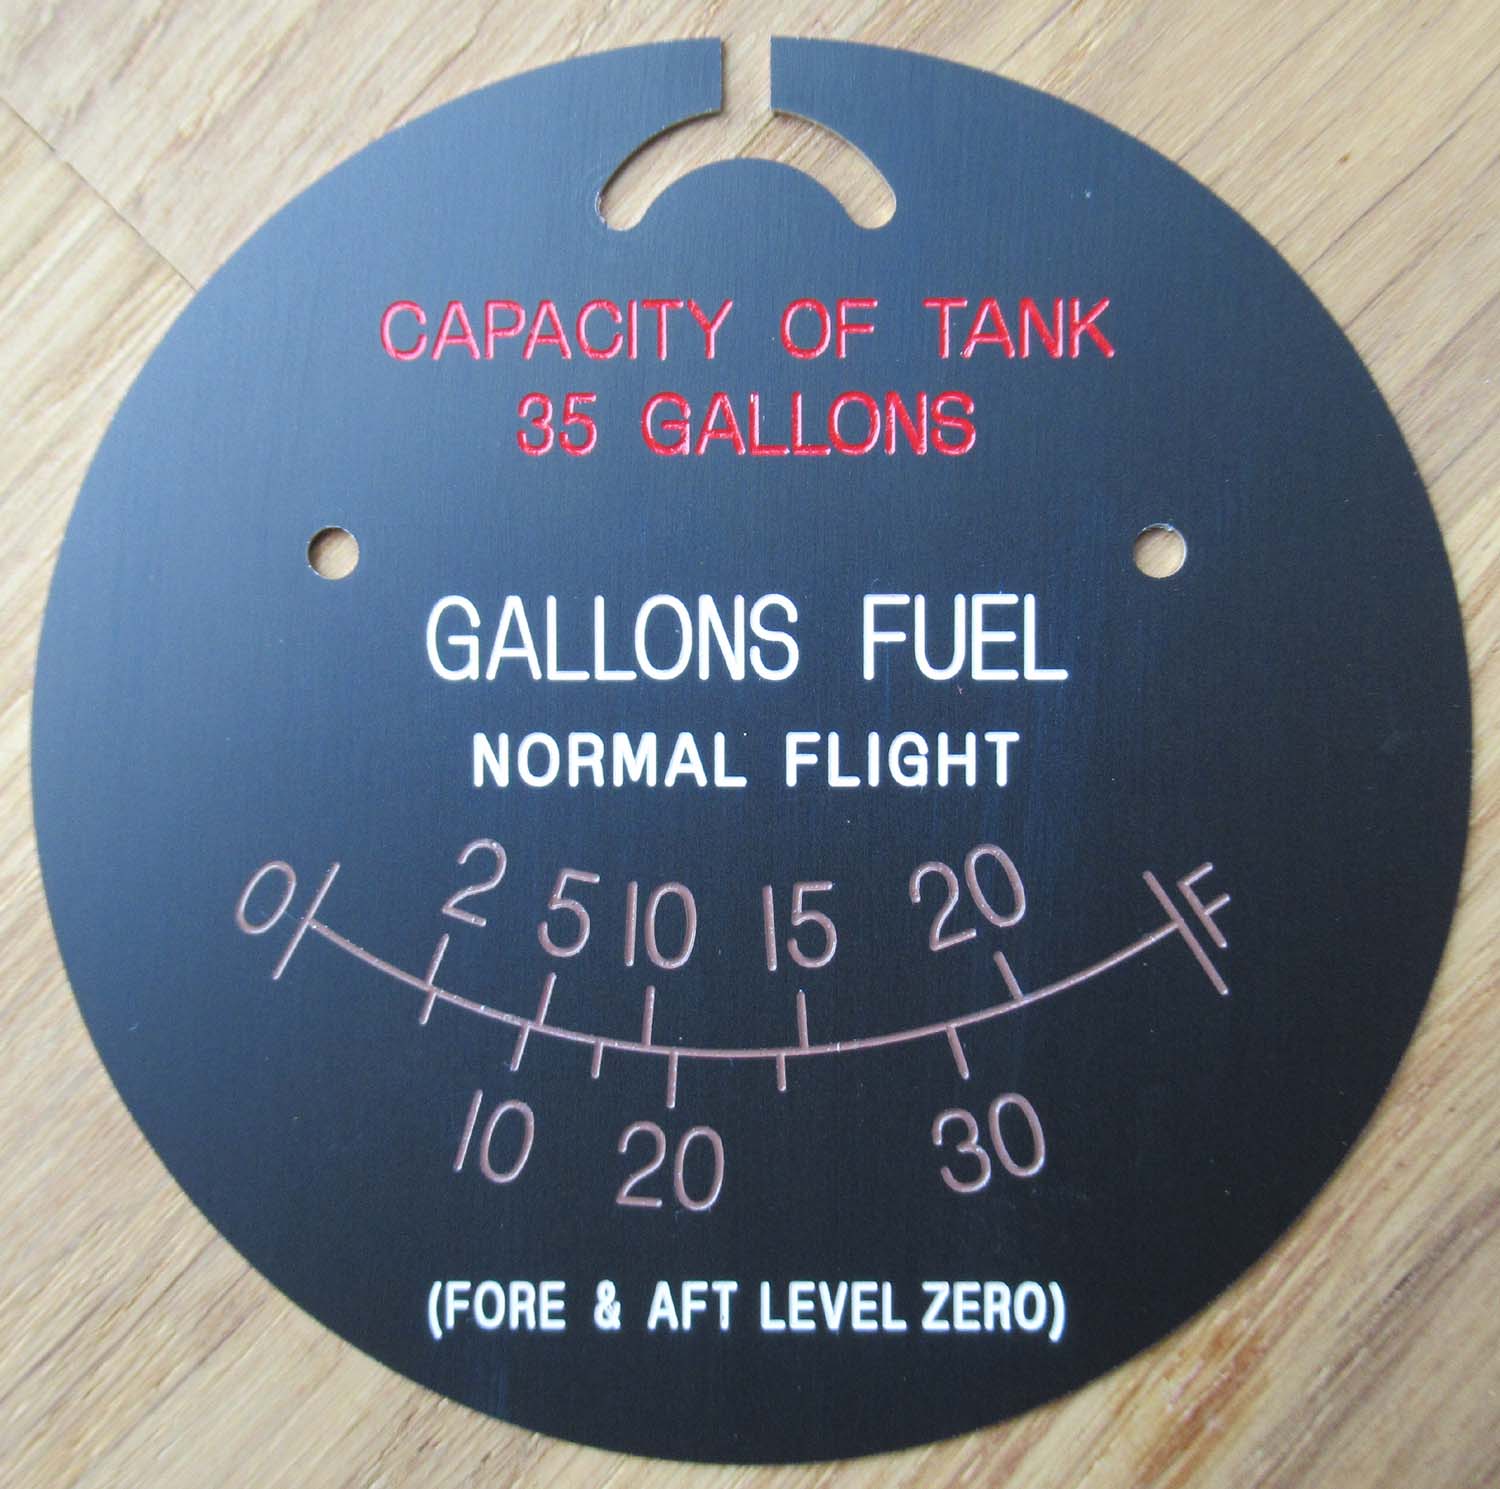 CAPACITY OF TANK
35 GALLONS
GALLONS FUEL
NORMAL FLIGHT
0 2 5 10 15 20 F
10 20 30
(FORE & AFT LEVEL ZERO)